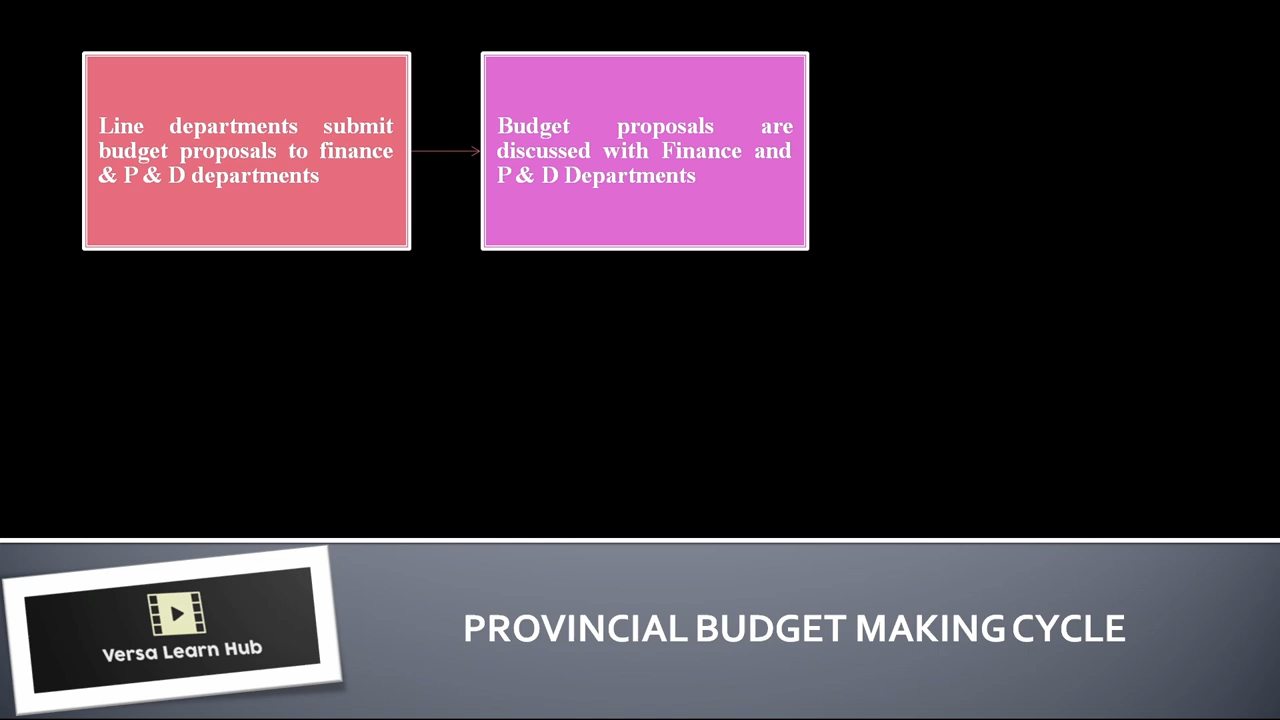 Line departments submit
budget proposals to finance
& P & D departments
Budget proposals are
discussed with Finance and
P & D Departments
Versa Learn Hub
PROVINCIAL BUDGET MAKING CYCLE